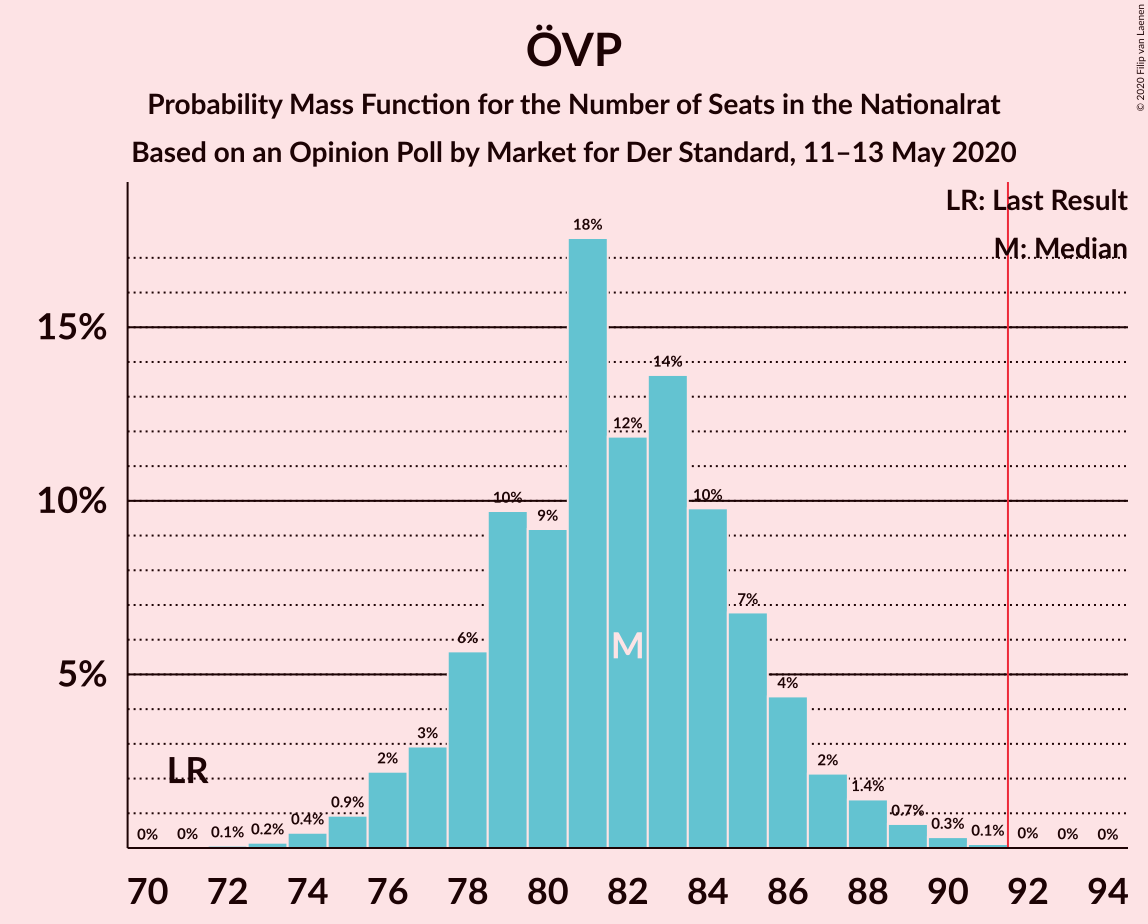 ÖVP
Probability Mass Function for the Number of Seats in the Nationalrat
Based on an Opinion Poll by Market for Der Standard, 11–13 May 2020
© 2020 Filip van Laenen
LR: Last Result
M: Median
15%
10%
5%
0% 0% 0.1% 0.2% 0.4% 0.9% 2% 3% 6% 10% 9% 18% 12% 14% 10% 7% 4% 2% 1.4% 0.7% 0.3% 0.1% 0% 0% 0%
LR
M
70 72 74 76 78 80 82 84 86 88 90 92 94